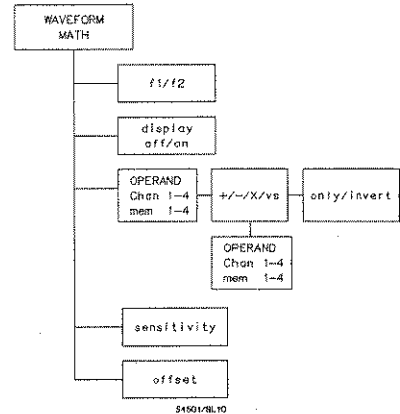 WAVEFORM
MATH
f1/f2
display
off/on
OPERAND
Chan 1-4
mem 1-4
+/-/X/vs
only/invert
OPERAND
Chan 1-4
mem 1-4
sensitivity
offset
54501/BL10